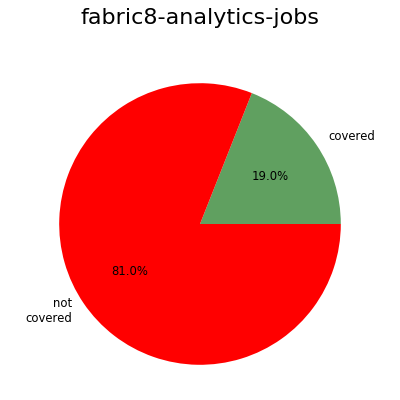 fabric8-analytics-jobs
covered
19.0%
81.0%
not
covered